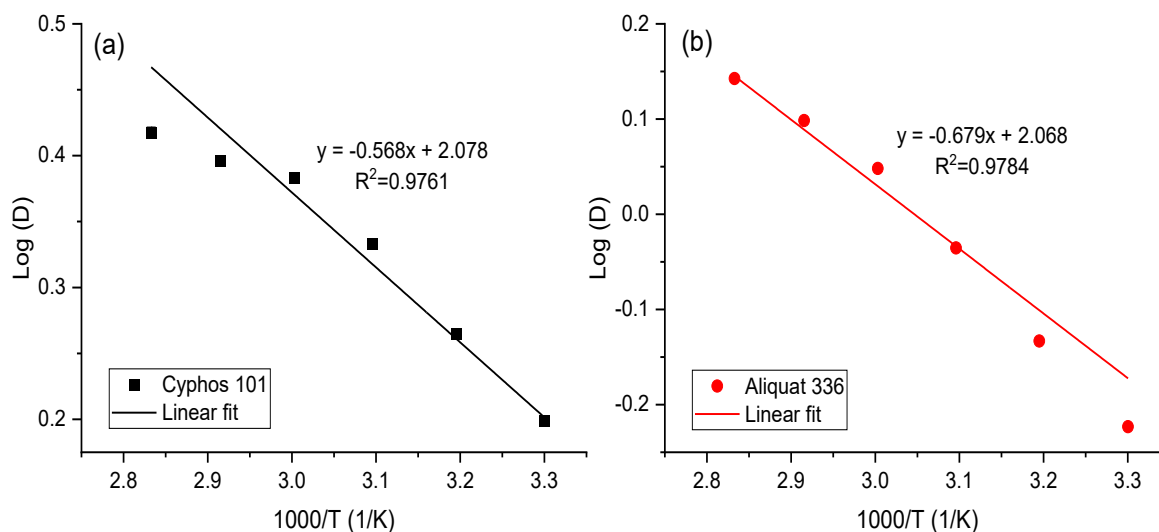 (a)
0.5
0.4
0.3
0.2
Log (D)
y = -0.568x + 2.078
R²=0.9761
Cyphos 101
Linear fit
2.8 2.9 3.0 3.1 3.2 3.3
1000/T (1/K)
(b)
0.2
0.1
0.0
-0.1
-0.2
Log (D)
y = -0.679x + 2.068
R²=0.9784
Aliquat 336
Linear fit
2.8 2.9 3.0 3.1 3.2 3.3
1000/T (1/K)